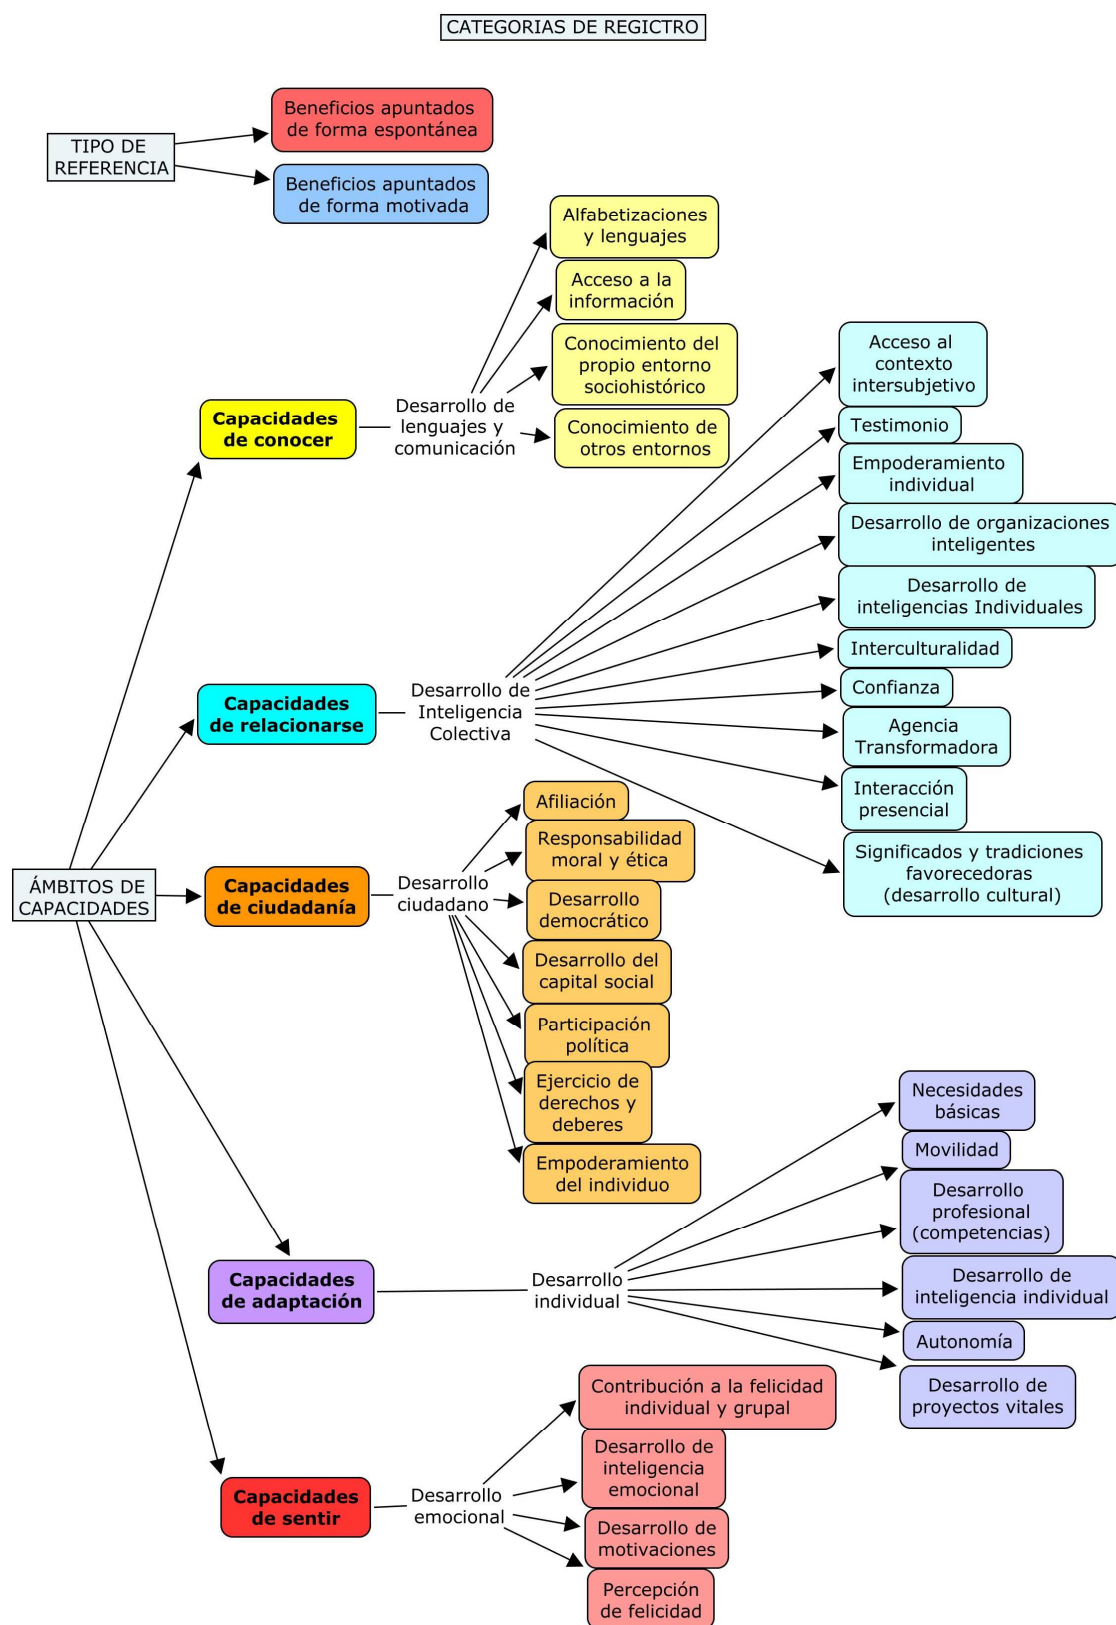 CATEGORIAS DE REGICTRO
TIPO DE
REFERENCIA
Beneficios apuntados
de forma espontánea
Beneficios apuntados
de forma motivada
ÁMBITOS DE
CAPACIDADES
Capacidades
de conocer
Desarrollo de
lenguajes y
comunicación
Alfabetizaciones
y lenguajes
Acceso a la
información
Conocimiento del
propio entorno
sociohistórico
Conocimiento de
otros entornos
Capacidades
de relacionarse
Desarrollo de
Inteligencia
Colectiva
Acceso al
contexto
intersubjetivo
Testimonio
Empoderamiento
individual
Desarrollo de organizaciones
inteligentes
Desarrollo de
inteligencias Individuales
Interculturalidad
Confianza
Agencia
Transformadora
Interacción
presencial
Significados y tradiciones
favorecedoras
(desarrollo cultural)
Capacidades
de ciudadanía
Desarrollo
ciudadano
Afiliación
Responsabilidad
moral y ética
Desarrollo
democrático
Desarrollo del
capital social
Participación
política
Ejercicio de
derechos y
deberes
Empoderamiento
del individuo
Capacidades
de adaptación
Desarrollo
individual
Necesidades
básicas
Movilidad
Desarrollo
profesional
(competencias)
Desarrollo de
inteligencia individual
Autonomía
Desarrollo de
proyectos vitales
Capacidades
de sentir
Desarrollo
emocional
Contribución a la felicidad
individual y grupal
Desarrollo de
inteligencia
emocional
Desarrollo de
motivaciones
Percepción
de felicidad